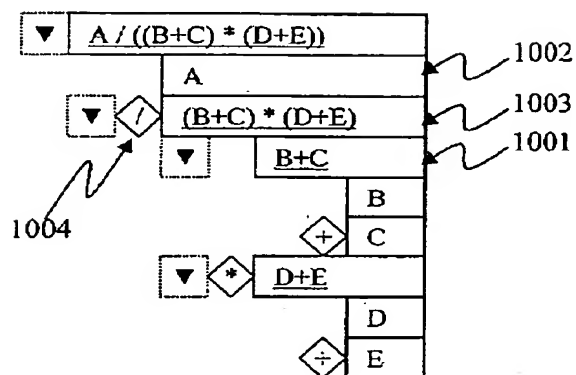 ▼ A / ((B+C) * (D+E))
A
1002
▼ / (B+C) * (D+E)
1003
▼ B+C
1001
B
1004
+ C
▼ * D+E
D
÷ E